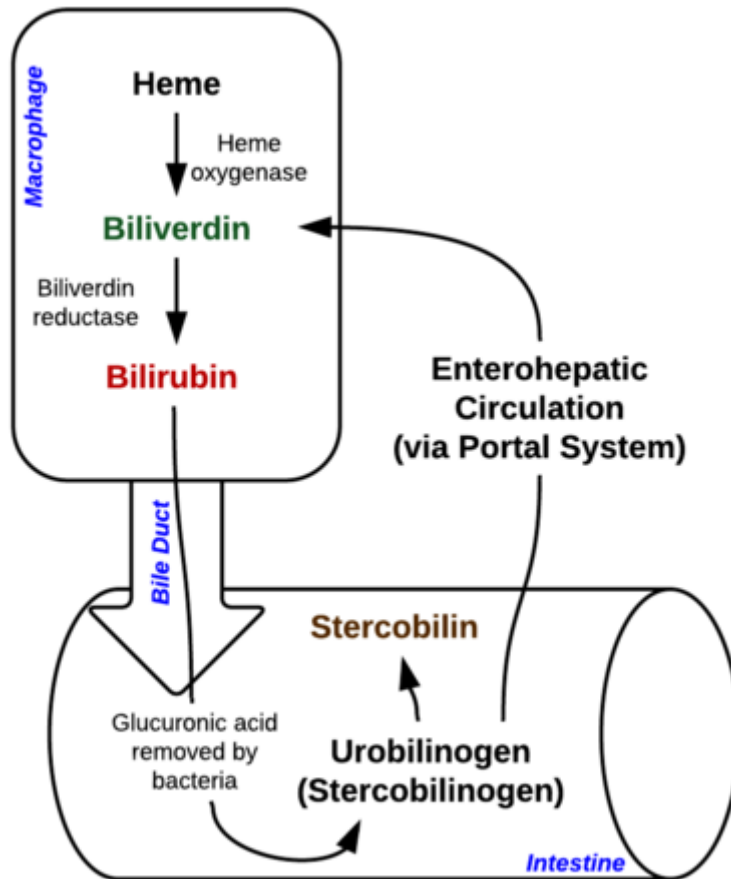 Macrophage
Heme
Heme
oxygenase
Biliverdin
Biliverdin
reductase
Bilirubin
Enterohepatic
Circulation
(via Portal System)
Bile Duct
Stercobilin
Glucuronic acid
removed by
bacteria
Urobilinogen
(Stercobilinogen)
Intestine